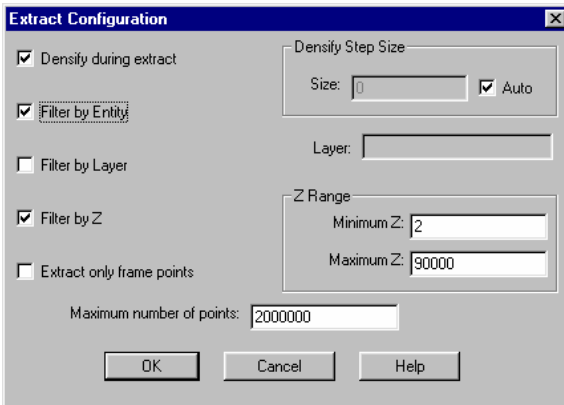 Extract Configuration
Densify during extract
Densify Step Size
Size: 0
Auto
Filter by Entity
Layer:
Filter by Layer
Z Range
Filter by Z
Minimum Z: 2
Maximum Z: 90000
Extract only frame points
Maximum number of points: 2000000
OK
Cancel
Help